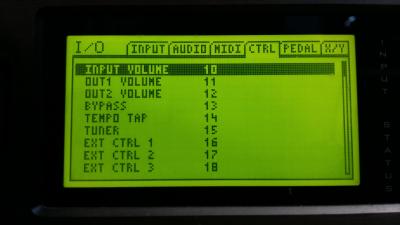 I/O INPUT AUDIO MIDI CTRL PEDAL X/Y
INPUT VOLUME 10
OUT1 VOLUME 11
OUT2 VOLUME 12
BYPASS 13
TEMPO TAP 14
TUNER 15
EXT CTRL 1 16
EXT CTRL 2 17
EXT CTRL 3 18
INPUT STATUS